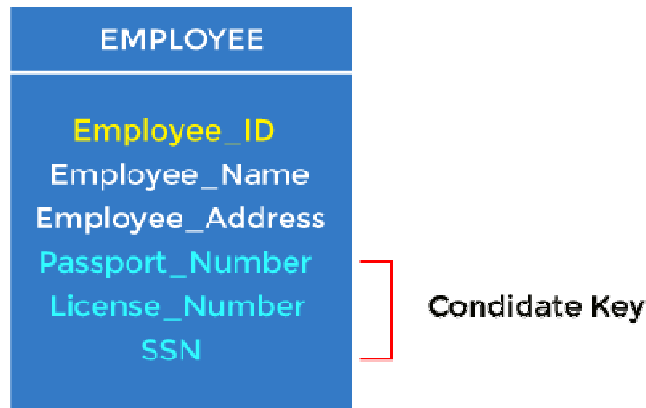 EMPLOYEE
Employee_ID
Employee_Name
Employee_Address
Passport_Number
License_Number
SSN
Condidate Key